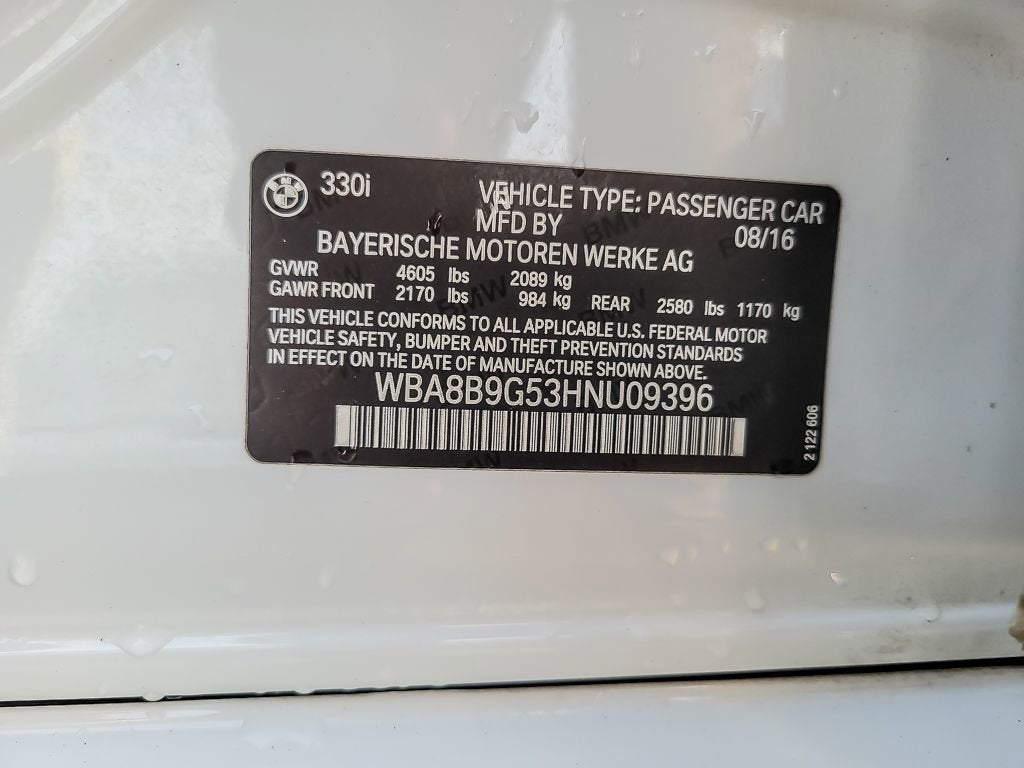 330i VEHICLE TYPE: PASSENGER CAR
MFD BY 08/16
BAYERISCHE MOTOREN WERKE AG
GVWR 4605 lbs 2089 kg
GAWR FRONT 2170 lbs 984 kg REAR 2580 lbs 1170 kg
THIS VEHICLE CONFORMS TO ALL APPLICABLE U.S. FEDERAL MOTOR
VEHICLE SAFETY, BUMPER AND THEFT PREVENTION STANDARDS
IN EFFECT ON THE DATE OF MANUFACTURE SHOWN ABOVE.
WBA8B9G53HNU09396
2 122 606